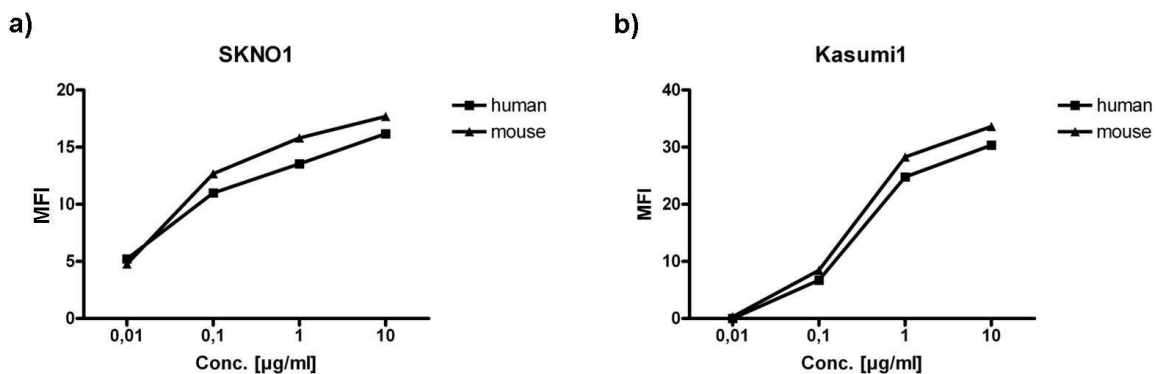 a)
SKNO1
20
15
10
5
0
MFI
0,01 0,1 1 10
Conc. [µg/ml]
human
mouse
b)
Kasumi1
40
30
20
10
0
MFI
0,01 0,1 1 10
Conc. [µg/ml]
human
mouse